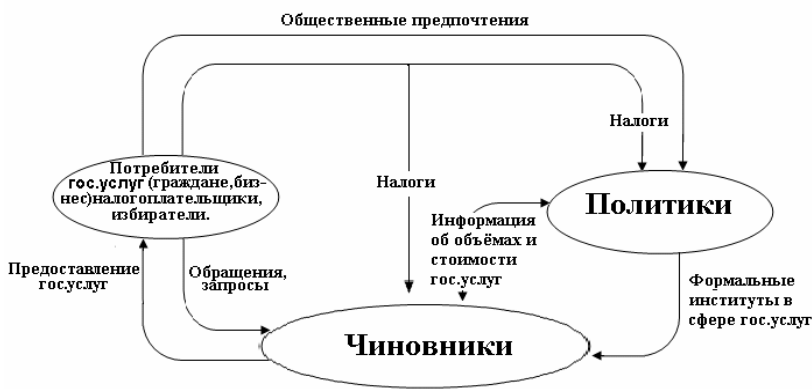 Общественные предпочтения
Налоги
Потребители
гос.услуг (граждане,биз-
нес)налогоплательщики,
избиратели.
Налоги
Политики
Информация
об объёмах и
стоимости
гос.услуг
Предоставление
гос.услуг
Обращения,
запросы
Формальные
институты в
сфере гос.услуг
Чиновники